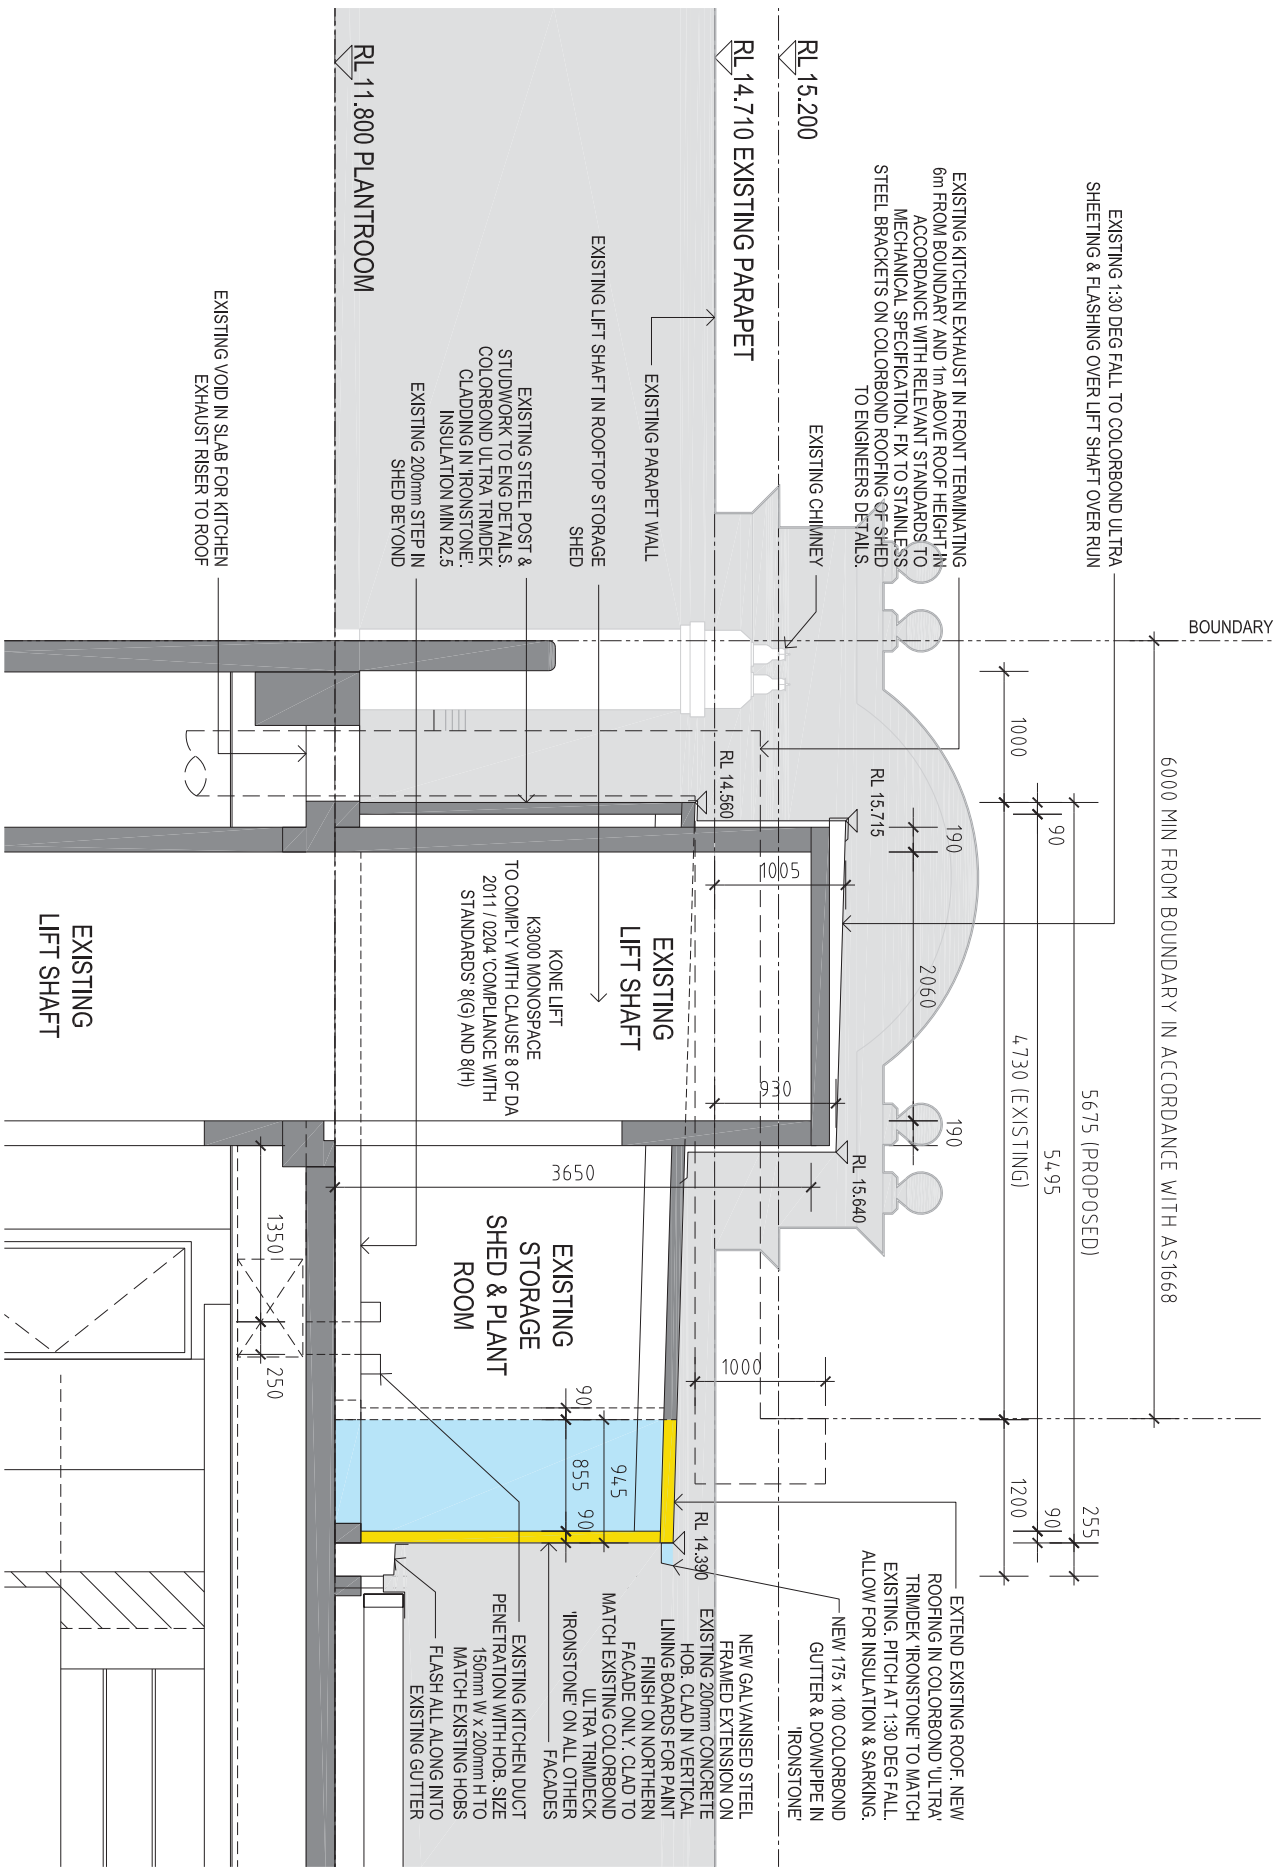 BOUNDARY
6000 MIN FROM BOUNDARY IN ACCORDANCE WITH AS1668
5675 (PROPOSED)
255
90
5495
90
1000
4730 (EXISTING)
1200
190
2060
190
EXISTING 1:30 DEG FALL TO COLORBOND ULTRA
SHEETING & FLASHING OVER LIFT SHAFT OVER RUN
EXISTING KITCHEN EXHAUST IN FRONT TERMINATING
6m FROM BOUNDARY AND 1m ABOVE ROOF HEIGHT IN
ACCORDANCE WITH RELEVANT STANDARDS TO
MECHANICAL SPECIFICATION. FIX TO STAINLESS
STEEL BRACKETS ON COLORBOND ROOFING OF SHED
TO ENGINEERS DETAILS.
EXISTING CHIMNEY
RL 15.200
RL 14.710 EXISTING PARAPET
EXISTING PARAPET WALL
EXISTING LIFT SHAFT IN ROOFTOP STORAGE
SHED
EXISTING STEEL POST &
STUDWORK TO ENG DETAILS.
COLORBOND ULTRA TRIMDEK
CLADDING IN 'IRONSTONE'.
INSULATION MIN R2.5
EXISTING 200mm STEP IN
SHED BEYOND
RL 11.800 PLANTROOM
EXISTING VOID IN SLAB FOR KITCHEN
EXHAUST RISER TO ROOF
RL 15.715
RL 14.560
1005
930
RL 15.640
EXISTING
LIFT SHAFT
KONE LIFT
K3000 MONOSPACE
TO COMPLY WITH CLAUSE 8 OF DA
2011 / 0204 'COMPLIANCE WITH
STANDARDS' 8(G) AND 8(H)
EXISTING
LIFT SHAFT
3650
EXISTING
STORAGE
SHED & PLANT
ROOM
1000
1350
250
90
945
855
90
RL 14.390
EXTEND EXISTING ROOF. NEW
ROOFING IN COLORBOND 'ULTRA'
TRIMDEK 'IRONSTONE' TO MATCH
EXISTING. PITCH AT 1:30 DEG FALL.
ALLOW FOR INSULATION & SARKING.
NEW 175 x 100 COLORBOND
GUTTER & DOWNPIPE IN
'IRONSTONE'
NEW GALVANISED STEEL
FRAMED EXTENSION ON
EXISTING 200mm CONCRETE
HOB. CLAD IN VERTICAL
LINING BOARDS FOR PAINT
FINISH ON NORTHERN
FACADE ONLY. CLAD TO
MATCH EXISTING COLORBOND
ULTRA TRIMDECK
'IRONSTONE' ON ALL OTHER
FACADES
EXISTING KITCHEN DUCT
PENETRATION WITH HOB. SIZE
150mm W x 200mm H TO
MATCH EXISTING HOBS
FLASH ALL ALONG INTO
EXISTING GUTTER